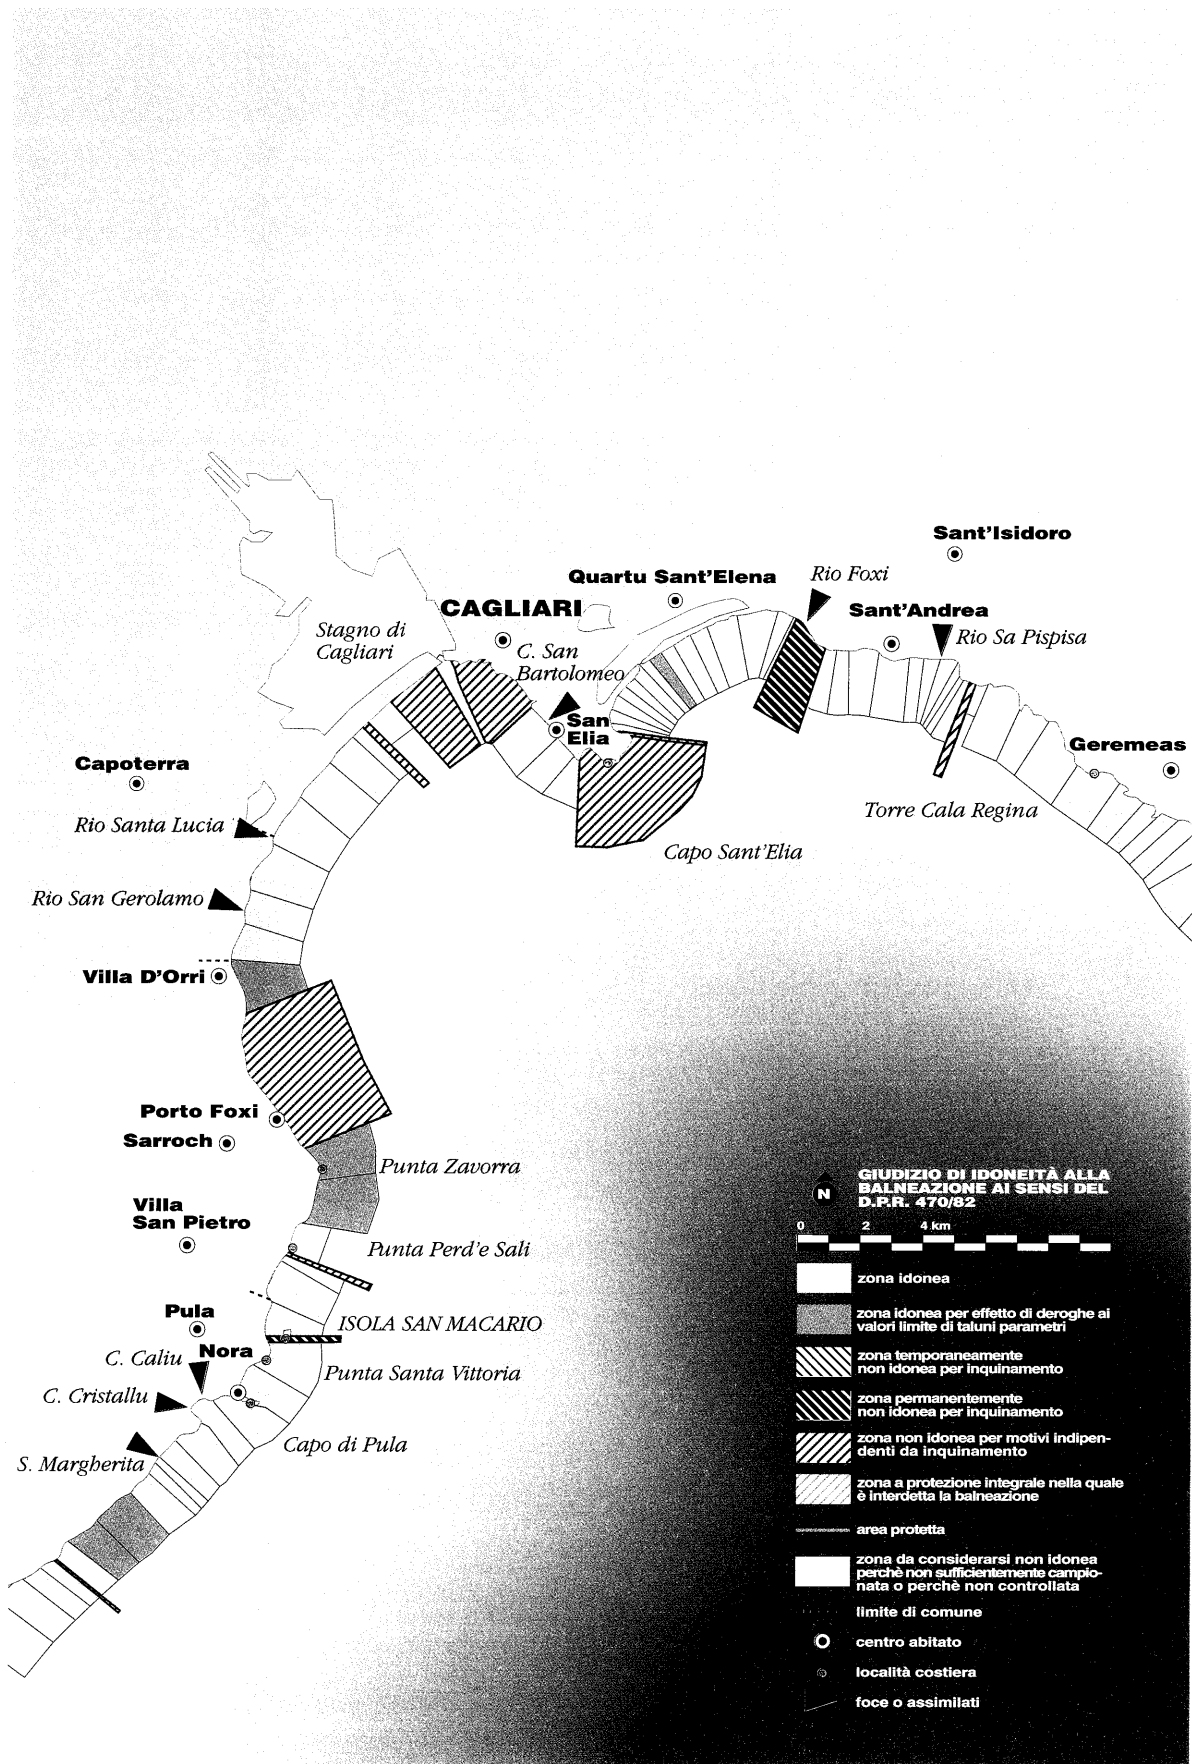 Sant'Isidoro
Rio Foxi
Quartu Sant'Elena
Sant'Andrea
CAGLIARI
Stagno di
Cagliari
C. San
Bartolomeo
Rio Sa Pispisa
San
Elia
Geremeas
Capoterra
Torre Cala Regina
Rio Santa Lucia
Capo Sant'Elia
Rio San Gerolamo
Villa D'Orri
Porto Foxi
Sarroch
Punta Zavorra
Villa
San Pietro
Punta Perd'e Sali
Pula
ISOLA SAN MACARIO
C. Caliu
Nora
Punta Santa Vittoria
C. Cristallu
Capo di Pula
S. Margherita
N
GIUDIZIO DI IDONEITÀ ALLA
BALNEAZIONE AI SENSI DEL
D.P.R. 470/82
0 2 4 km
zona idonea
zona idonea per effetto di deroghe ai
valori limite di taluni parametri
zona temporaneamente
non idonea per inquinamento
zona permanentemente
non idonea per inquinamento
zona non idonea per motivi indipen-
denti da inquinamento
zona a protezione integrale nella quale
è interdetta la balneazione
area protetta
zona da considerarsi non idonea
perchè non sufficientemente campio-
nata o perchè non controllata
limite di comune
centro abitato
località costiera
foce o assimilati